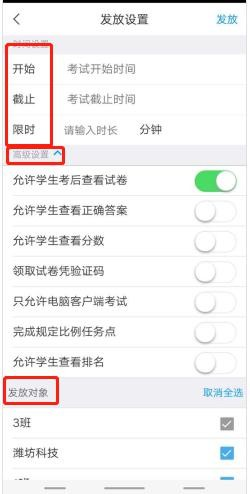 发放设置 发放
时间设置
开始 考试开始时间
截止 考试截止时间
限时 请输入时长 分钟
高级设置
允许学生考后查看试卷
允许学生查看正确答案
允许学生查看分数
领取试卷凭验证码
只允许电脑客户端考试
完成规定比例任务点
允许学生查看排名
发放对象 取消全选
3班
潍坊科技